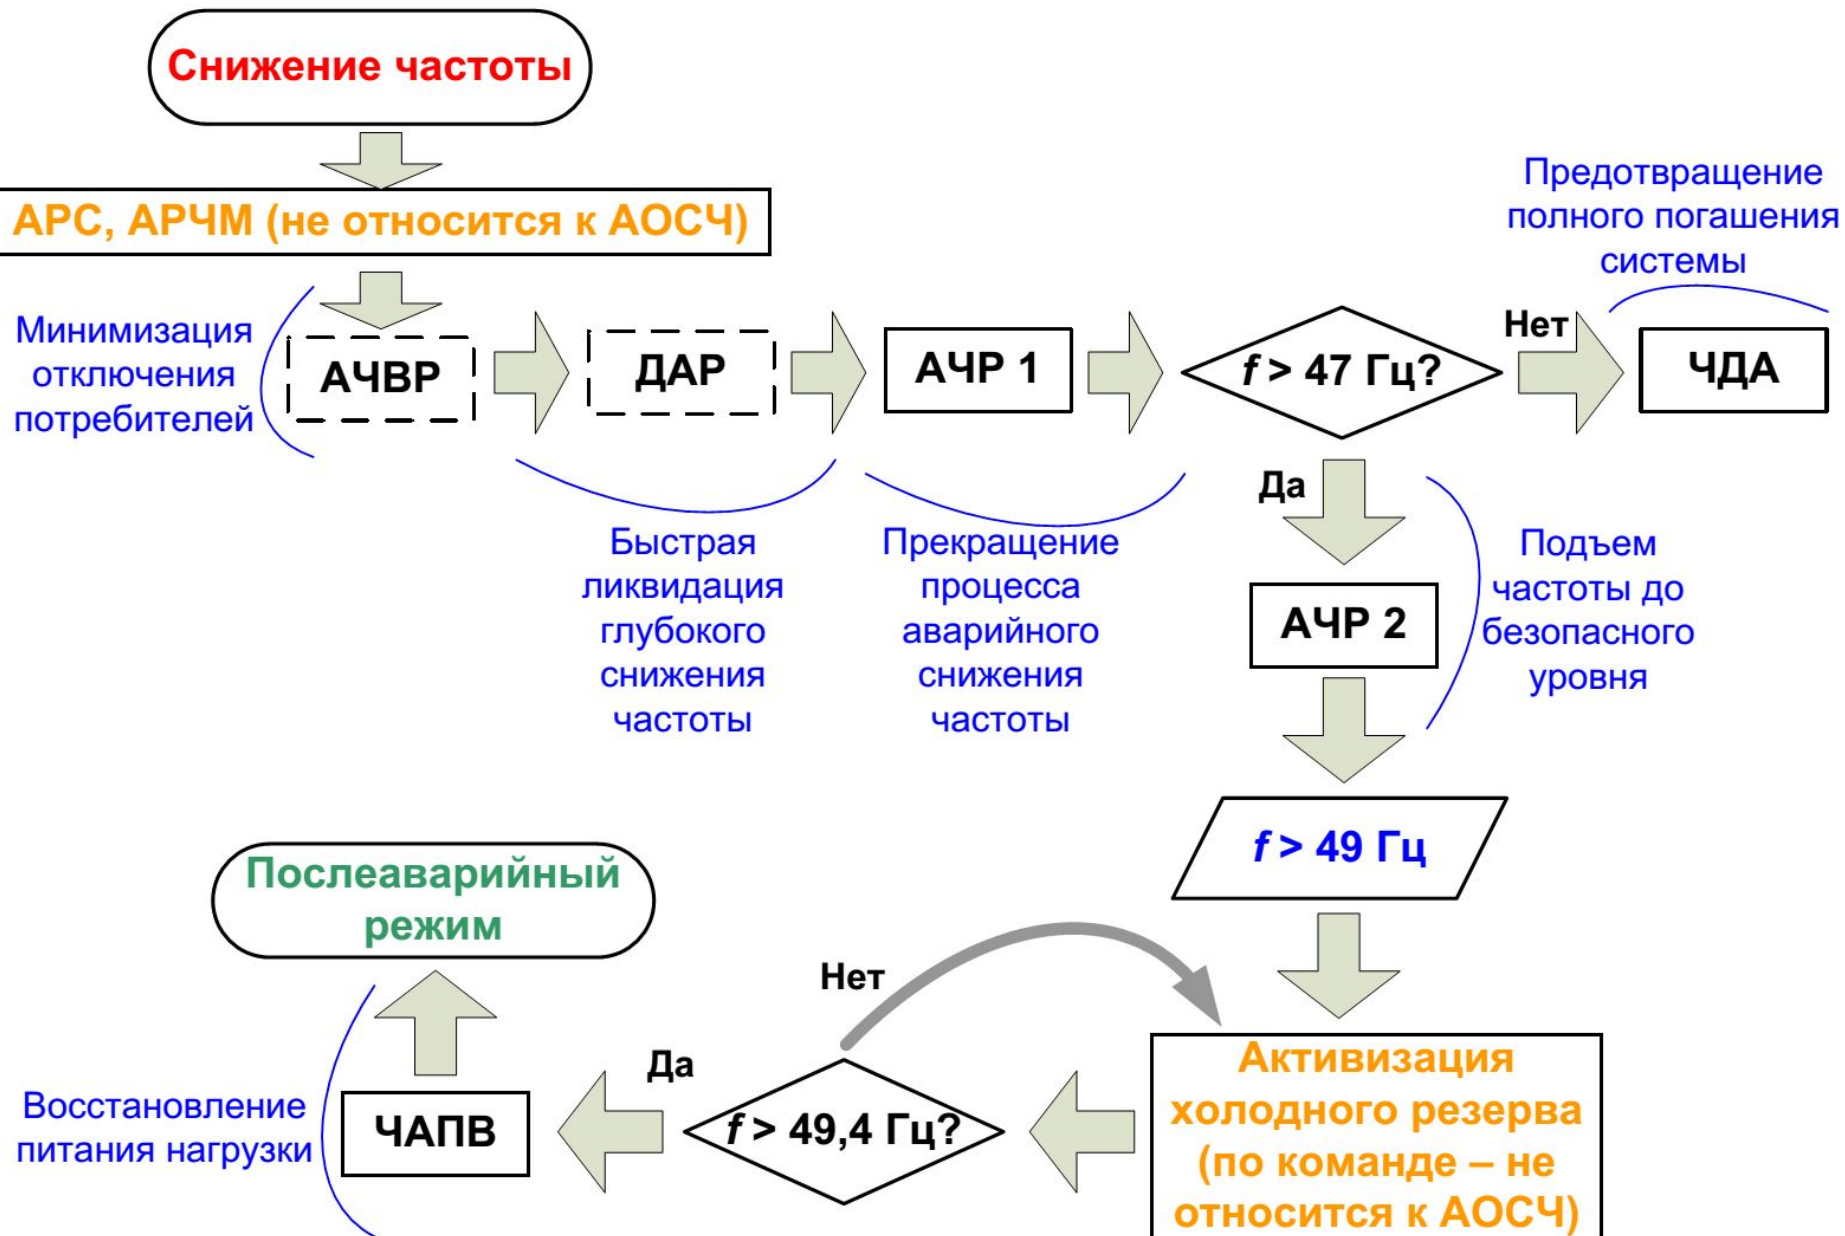 Снижение частоты
АРС, АРЧМ (не относится к АОСЧ)
Минимизация
отключения
потребителей
АЧВР
ДАР
АЧР 1
f > 47 Гц?
Нет
ЧДА
Предотвращение
полного погашения
системы
Быстрая
ликвидация
глубокого
снижения
частоты
Прекращение
процесса
аварийного
снижения
частоты
Да
АЧР 2
Подъем
частоты до
безопасного
уровня
f > 49 Гц
Активизация
холодного резерва
(по команде – не
относится к АОСЧ)
Нет
f > 49,4 Гц?
Да
ЧАПВ
Восстановление
питания нагрузки
Послеаварийный
режим